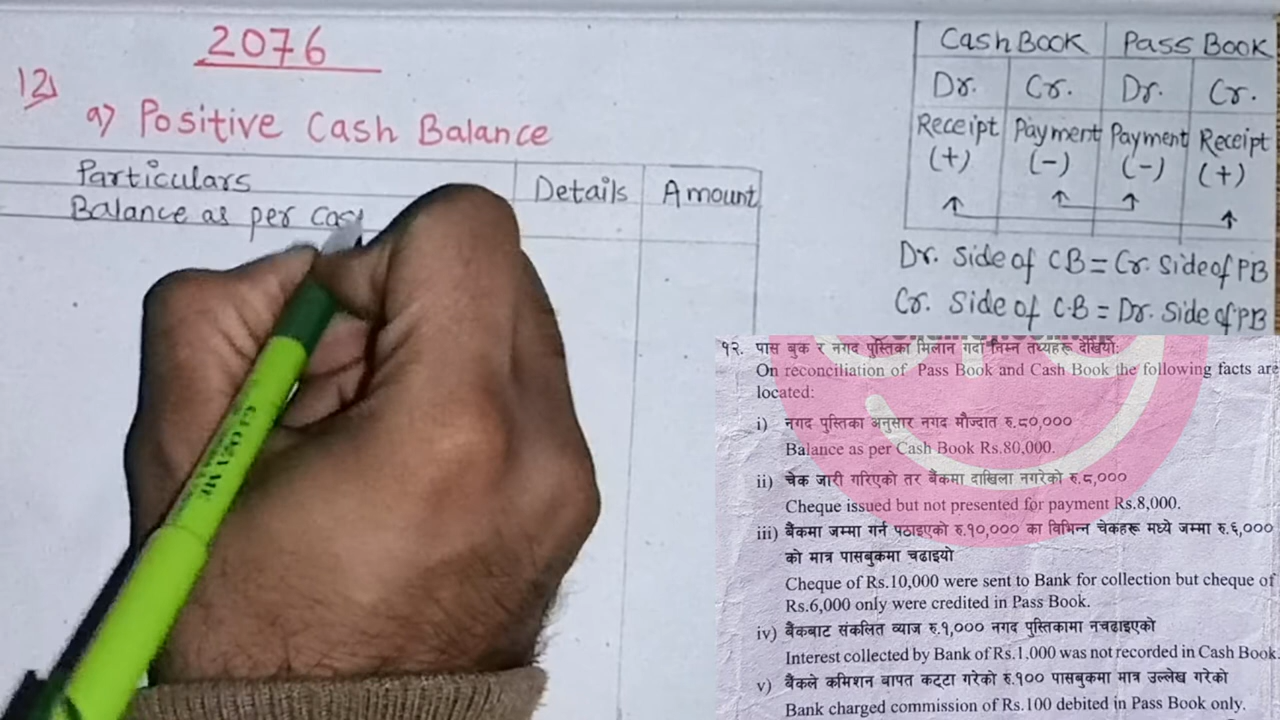 2076
12)
a) Positive Cash Balance
Particulars Details Amount
Balance as per Cas
Cash Book Pass Book
Dr. Cr. Dr. Cr.
Receipt Payment Payment Receipt
(+) (-) (-) (+)
Dr. Side of CB = Cr. Side of PB
Cr. Side of C.B = Dr. Side of PB
१२. पास बुक र नगद पुस्तिका मिलान गर्दा निम्न तथ्यहरू देखियो:
On reconciliation of Pass Book and Cash Book the following facts are
located:
i) नगद पुस्तिका अनुसार नगद मौज्दात रु.८०,०००
Balance as per Cash Book Rs.80,000.
ii) चेक जारी गरिएको तर बैंकमा दाखिला नगरेको रु.८,०००
Cheque issued but not presented for payment Rs.8,000.
iii) बैंकमा जम्मा गर्न पठाइएको रु.१०,००० का विभिन्न चेकहरू मध्ये जम्मा रु.६,०००
को मात्र पासबुकमा चढाइयो
Cheque of Rs.10,000 were sent to Bank for collection but cheque of
Rs.6,000 only were credited in Pass Book.
iv) बैंकबाट संकलित व्याज रु.१,००० नगद पुस्तिकामा नचढाइएको
Interest collected by Bank of Rs.1,000 was not recorded in Cash Book.
v) बैंकले कमिशन बापत कट्टा गरेको रु.१०० पासबुकमा मात्र उल्लेख गरेको
Bank charged commission of Rs.100 debited in Pass Book only.